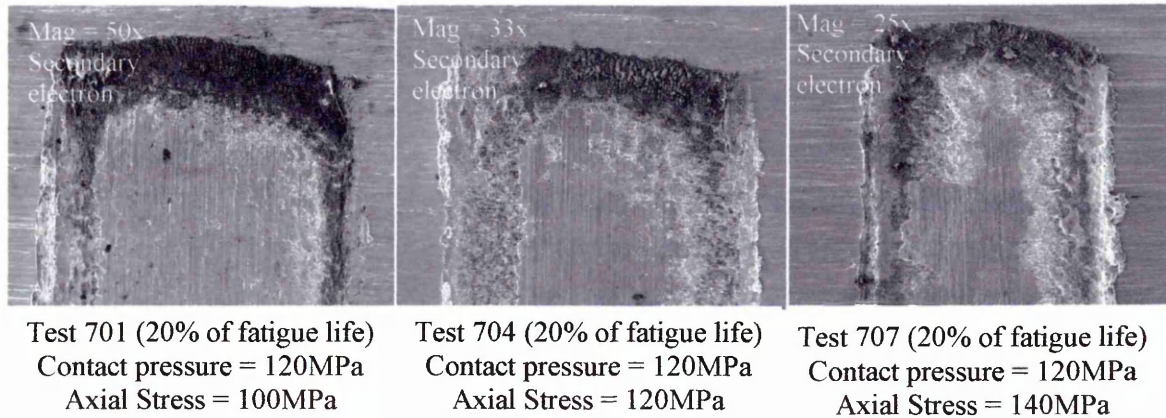 Mag = 50x
Secondary
electron
Mag = 33x
Secondary
electron
Mag = 25x
Secondary
electron
Test 701 (20% of fatigue life)
Contact pressure = 120MPa
Axial Stress = 100MPa
Test 704 (20% of fatigue life)
Contact pressure = 120MPa
Axial Stress = 120MPa
Test 707 (20% of fatigue life)
Contact pressure = 120MPa
Axial Stress = 140MPa